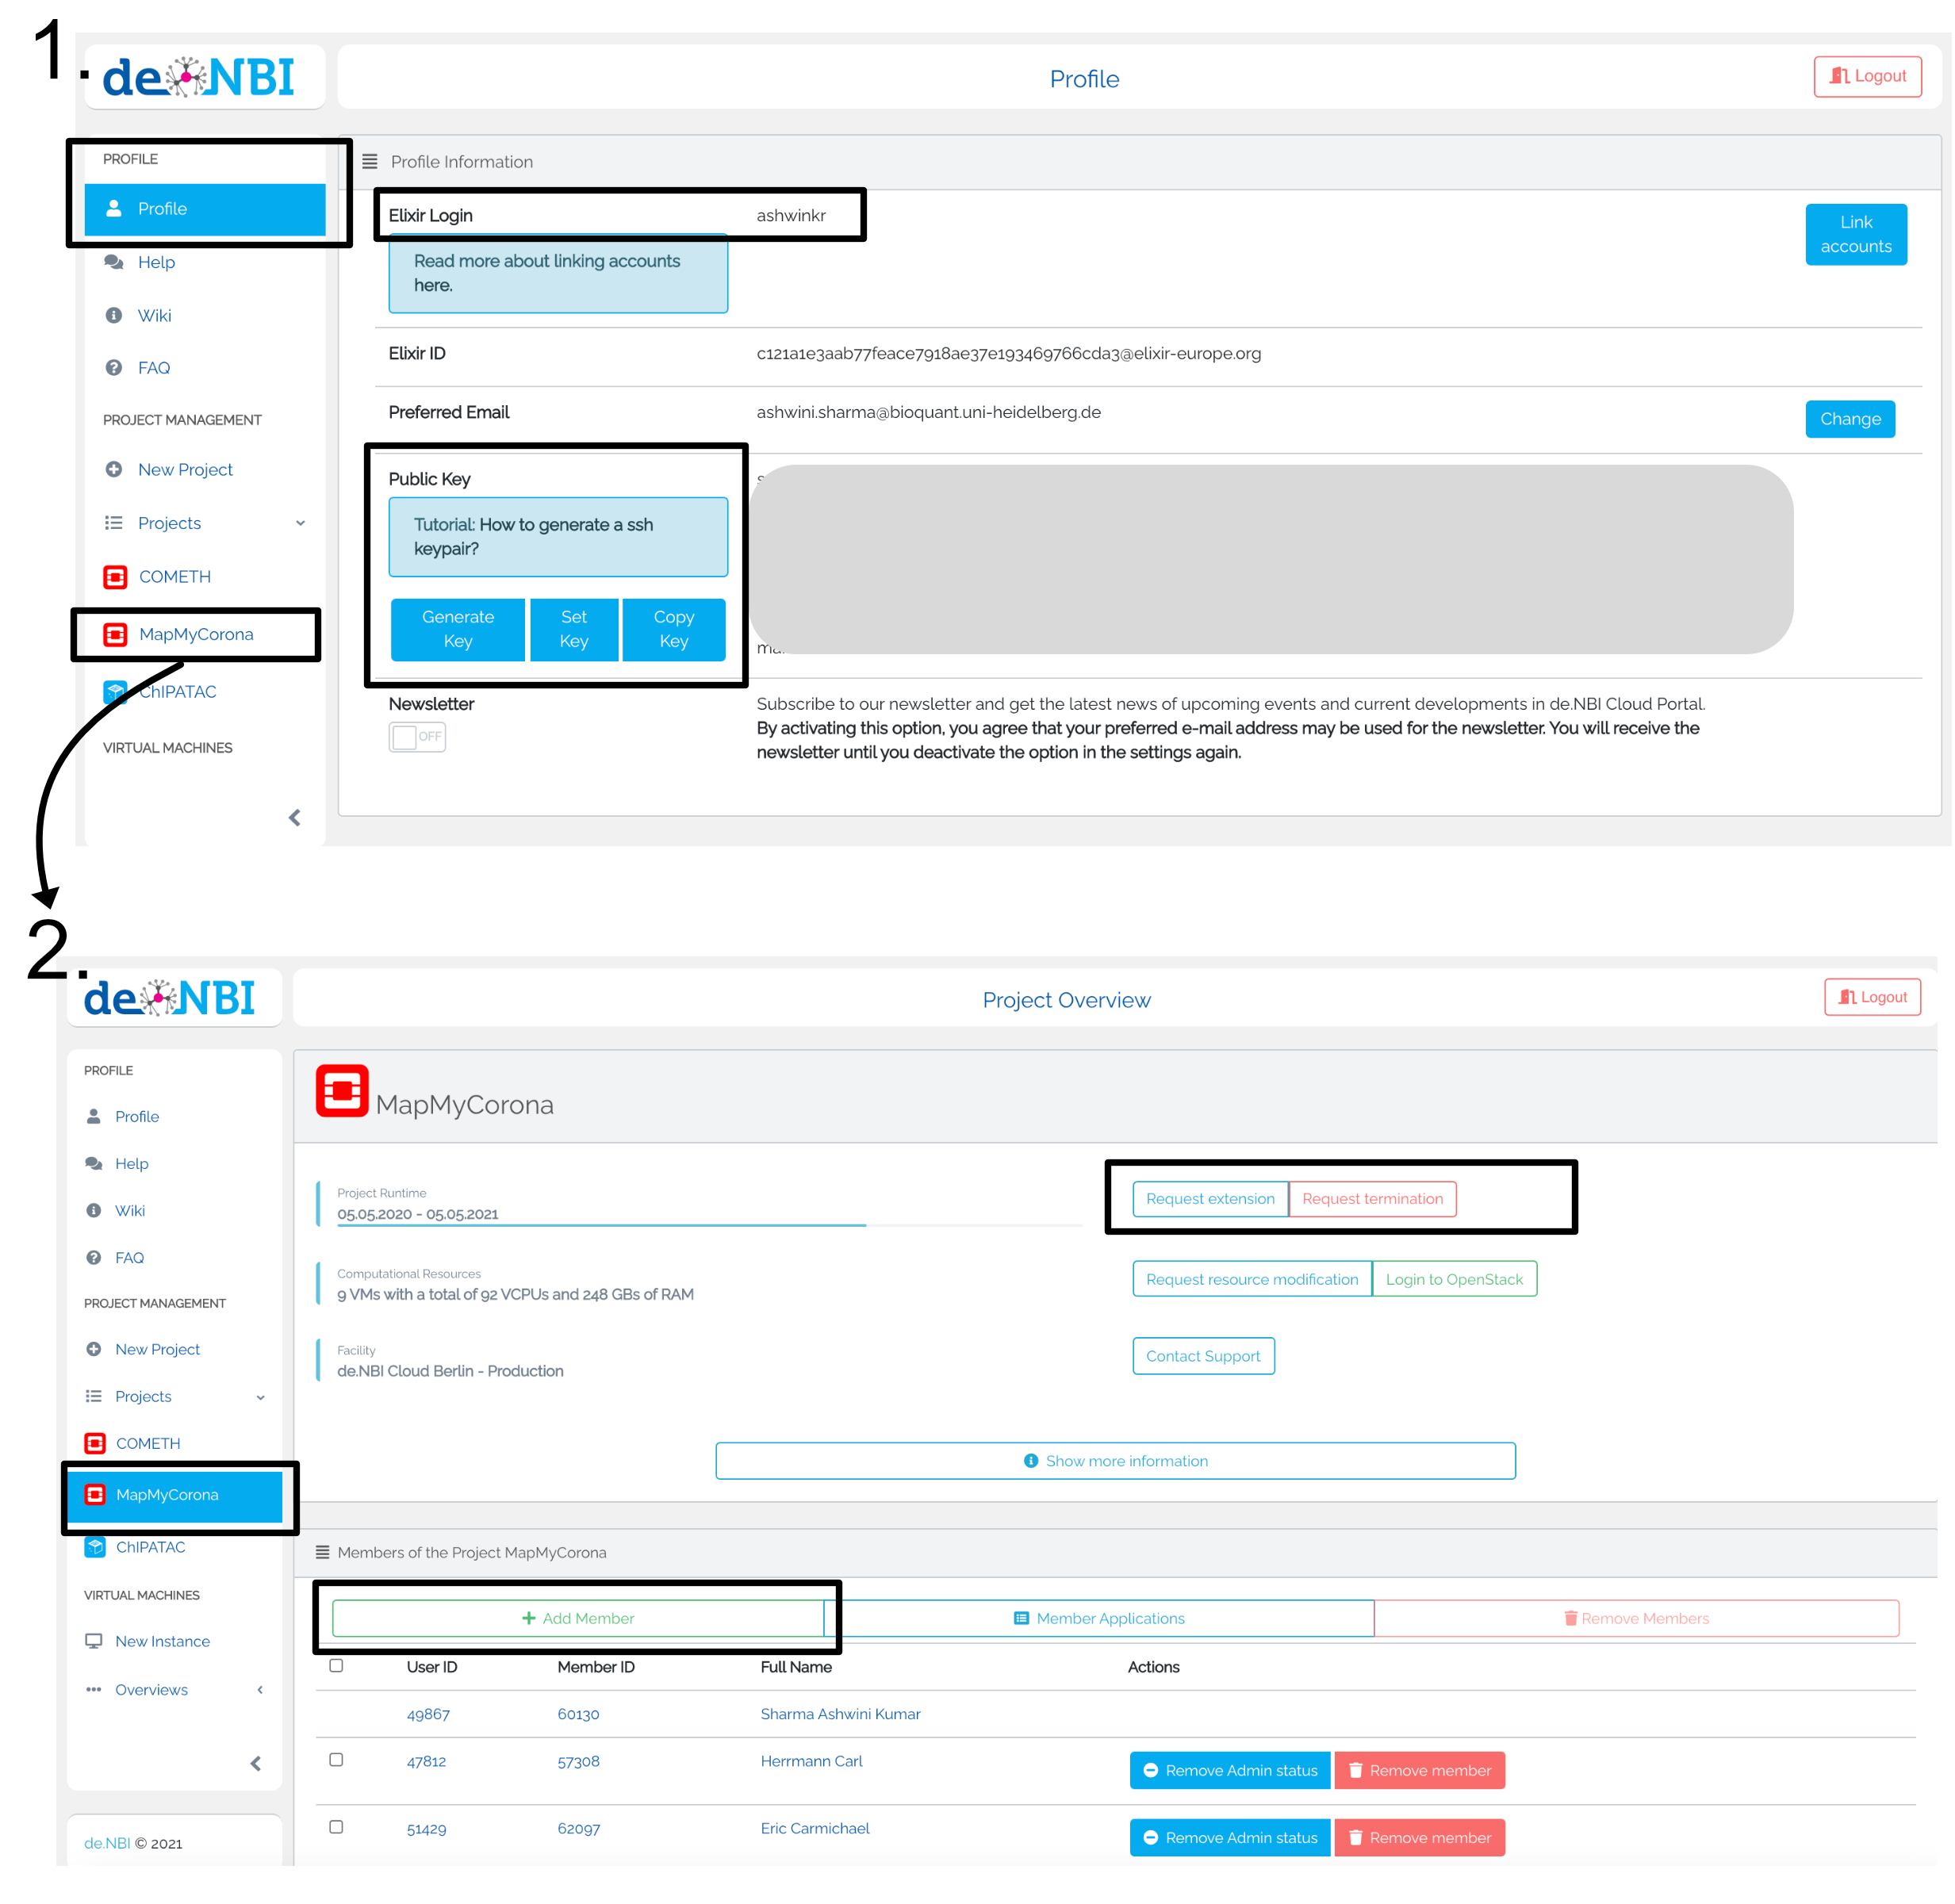 1.
de NBI
Profile
Logout
PROFILE
Profile
Help
Wiki
FAQ
PROJECT MANAGEMENT
New Project
Projects
COMETH
MapMyCorona
ChIPATAC
VIRTUAL MACHINES
Profile Information
Elixir Login ashwinkr
Link
accounts
Read more about linking accounts
here.
Elixir ID c121a1e3aab77feace7918ae37e193469766cda3@elixir-europe.org
Preferred Email ashwini.sharma@bioquant.uni-heidelberg.de Change
Public Key
Tutorial: How to generate a ssh
keypair?
Generate
Key
Set
Key
Copy
Key
Newsletter
OFF
Subscribe to our newsletter and get the latest news of upcoming events and current developments in de.NBI Cloud Portal.
By activating this option, you agree that your preferred e-mail address may be used for the newsletter. You will receive the
newsletter until you deactivate the option in the settings again.
2.
de NBI
Project Overview
Logout
PROFILE
Profile
Help
Wiki
FAQ
PROJECT MANAGEMENT
New Project
Projects
COMETH
MapMyCorona
ChIPATAC
VIRTUAL MACHINES
New Instance
Overviews
de.NBI © 2021
MapMyCorona
Project Runtime
05.05.2020 - 05.05.2021
Request extension Request termination
Computational Resources
9 VMs with a total of 92 VCPUs and 248 GBs of RAM
Request resource modification Login to OpenStack
Facility
de.NBI Cloud Berlin - Production
Contact Support
Show more information
Members of the Project MapMyCorona
Add Member Member Applications Remove Members
User ID Member ID Full Name Actions
49867 60130 Sharma Ashwini Kumar
47812 57308 Herrmann Carl Remove Admin status Remove member
51429 62097 Eric Carmichael Remove Admin status Remove member